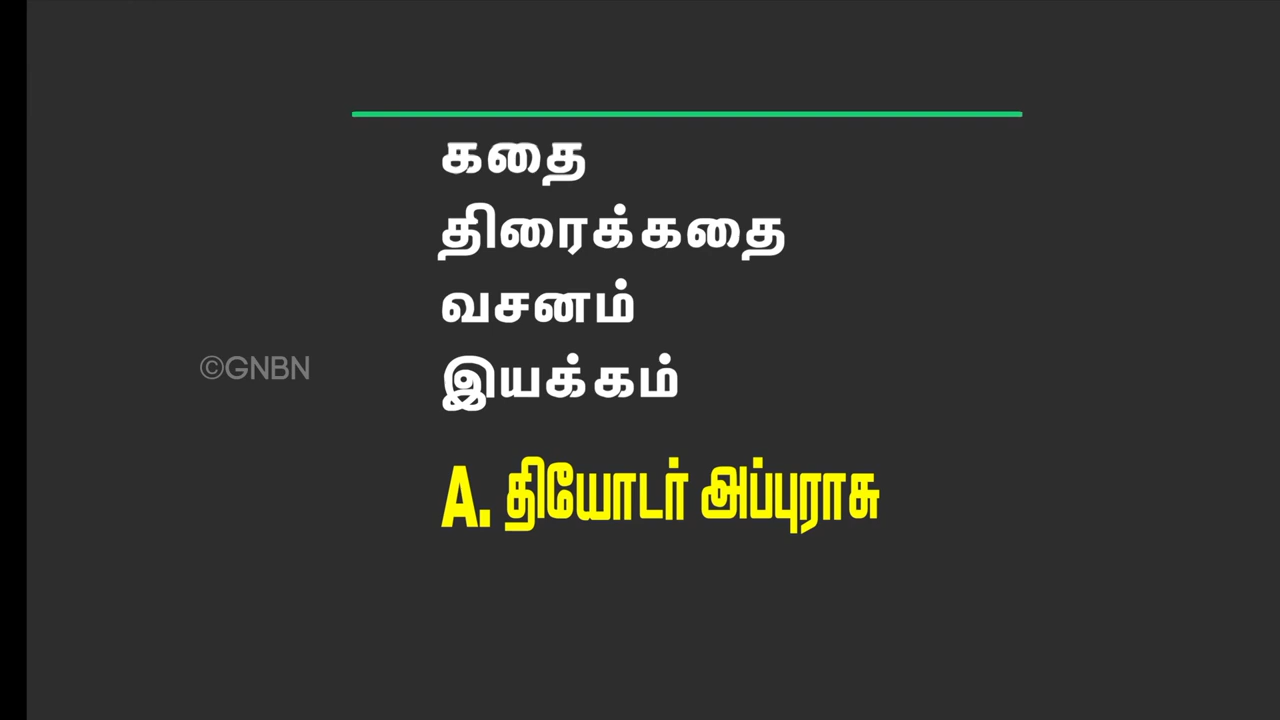 கதை
திரைக்கதை
வசனம்
இயக்கம்
©GNBN
A. தியோடர் அப்புராசு